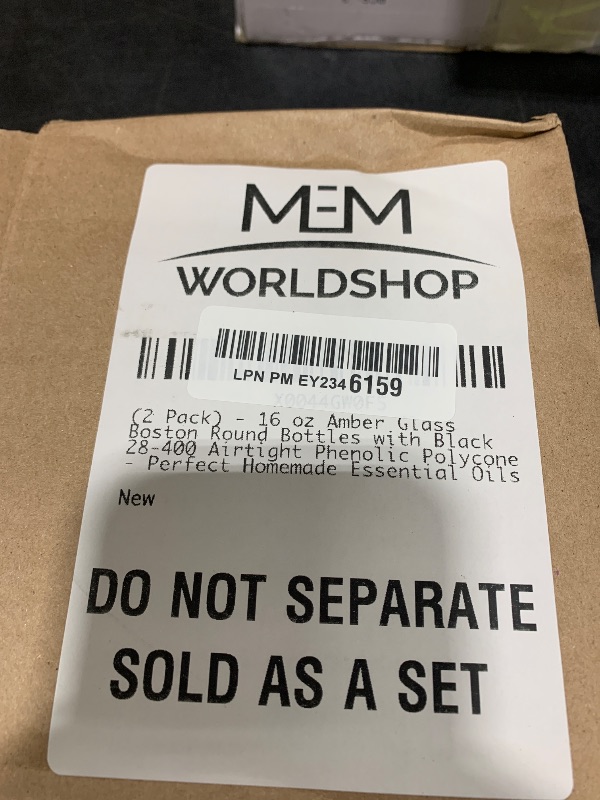 MEM
WORLDSHOP
LPN PM EY2346159
(2 Pack) - 16 oz Amber Glass
Boston Round Bottles with Black
28-400 Airtight Phenolic Polycone
- Perfect Homemade Essential Oils
New
DO NOT SEPARATE
SOLD AS A SET